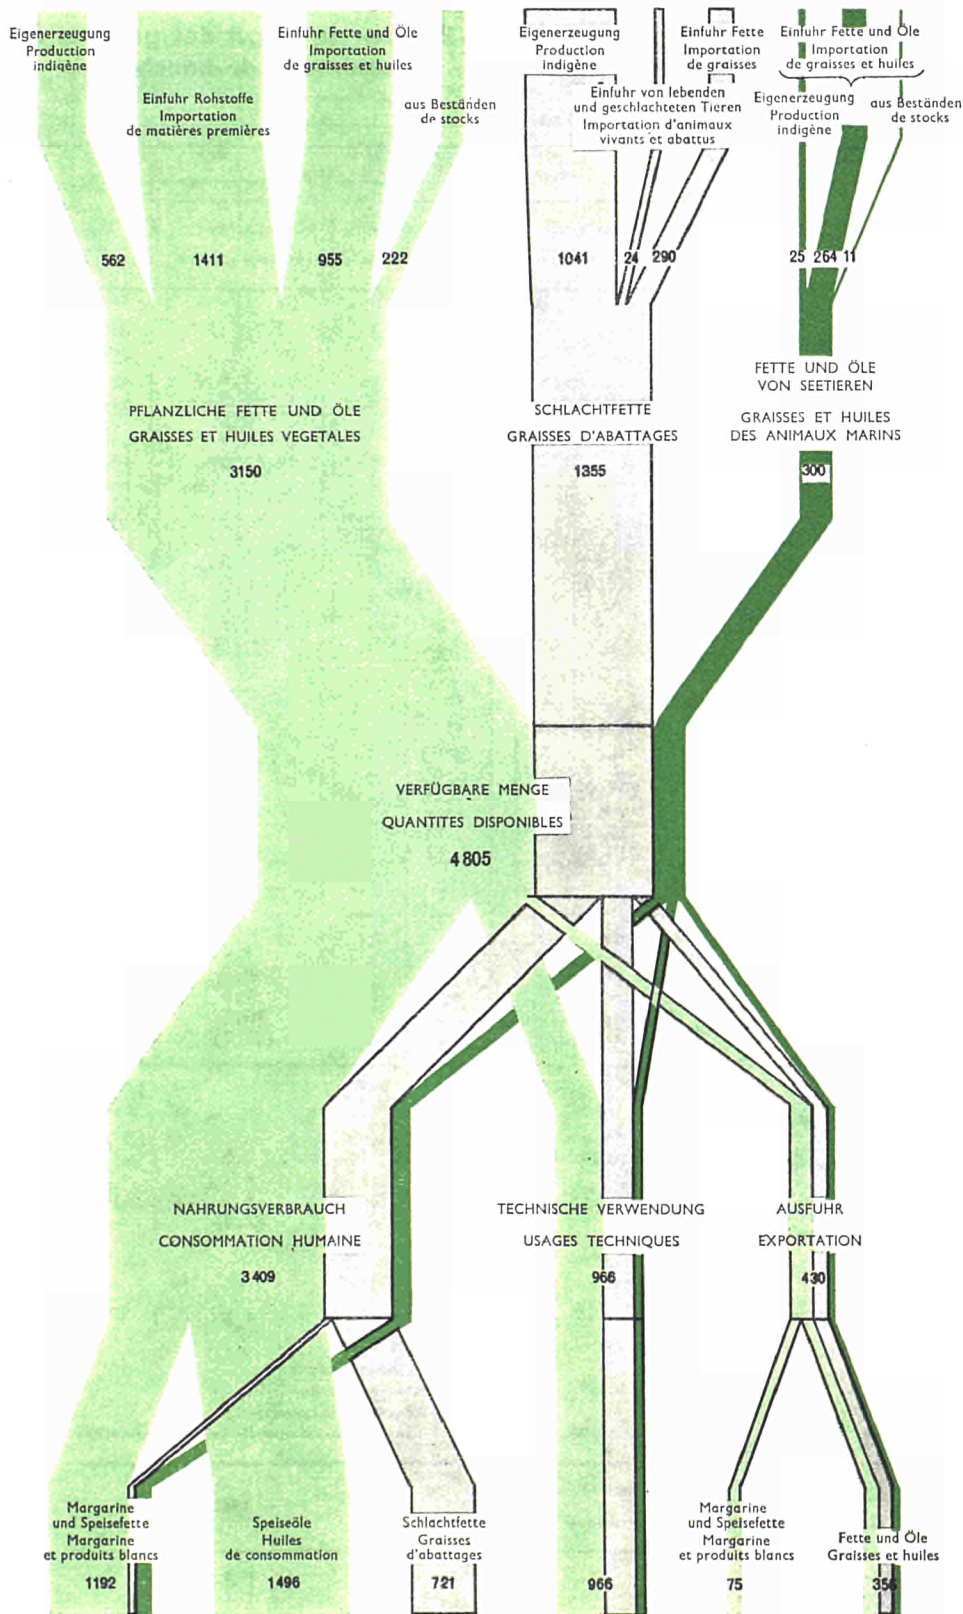 Eigenerzeugung
Production
indigène
Einfuhr Rohstoffe
Importation
de matières premières
Einfuhr Fette und Öle
Importation
de graisses et huiles
aus Beständen
de stocks
Eigenerzeugung
Production
indigène
Einfuhr von lebenden
und geschlachteten Tieren
Importation d'animaux
vivants et abattus
Einfuhr Fette
Importation
de graisses
Einfuhr Fette und Öle
Importation
de graisses et huiles
Eigenerzeugung
Production
indigène
aus Beständen
de stocks
562 1411 955 222
1041 24 290
25 264 11
PFLANZLICHE FETTE UND ÖLE
GRAISSES ET HUILES VEGETALES
3150
SCHLACHTFETTE
GRAISSES D'ABATTAGES
1355
FETTE UND ÖLE
VON SEETIEREN
GRAISSES ET HUILES
DES ANIMAUX MARINS
300
VERFÜGBARE MENGE
QUANTITES DISPONIBLES
4805
NAHRUNGSVERBRAUCH
CONSOMMATION HUMAINE
3409
TECHNISCHE VERWENDUNG
USAGES TECHNIQUES
966
AUSFUHR
EXPORTATION
430
Margarine
und Speisefette
Margarine
et produits blancs
1192
Speiseöle
Huiles
de consommation
1496
Schlachtfette
Graisses
d'abattages
721
966
Margarine
und Speisefette
Margarine
et produits blancs
75
Fette und Öle
Graisses et huiles
356